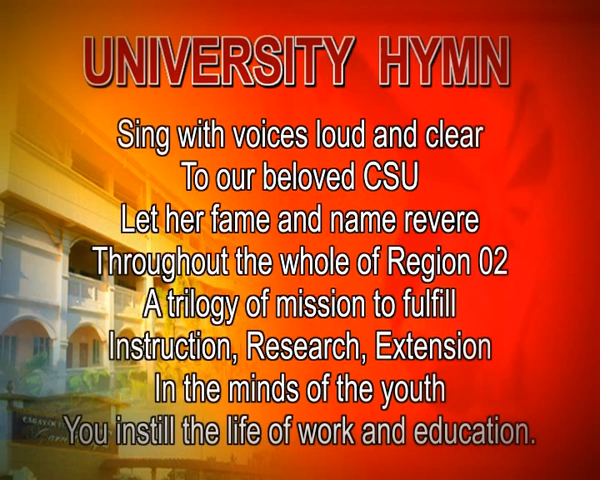 UNIVERSITY HYMN
Sing with voices loud and clear
To our beloved CSU
Let her fame and name revere
Throughout the whole of Region 02
A trilogy of mission to fulfill
Instruction, Research, Extension
In the minds of the youth
You instill the life of work and education.